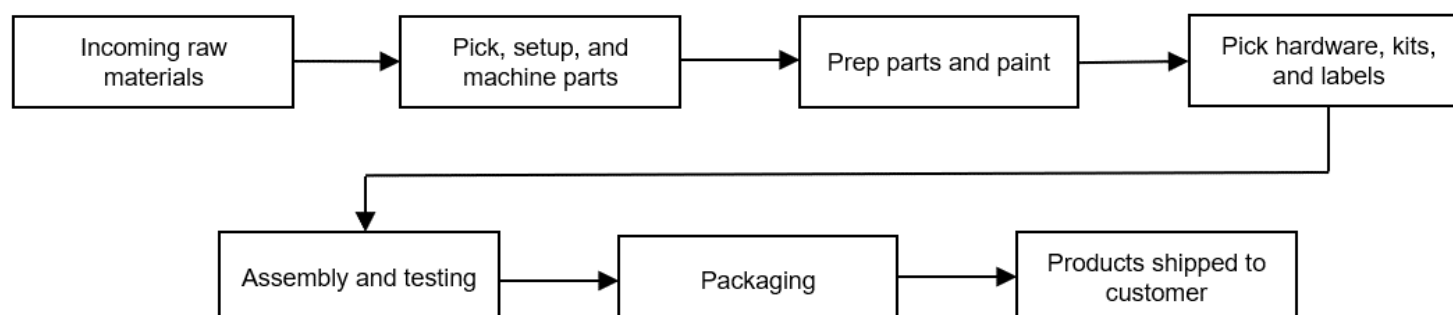 Incoming raw
materials
Pick, setup, and
machine parts
Prep parts and paint
Pick hardware, kits,
and labels
Assembly and testing
Packaging
Products shipped to
customer